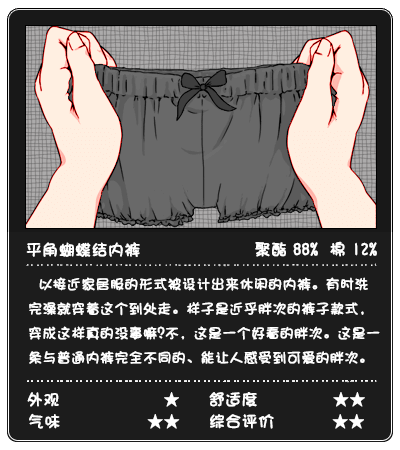 平角蝴蝶结内裤 聚酯 88% 棉 12%
以接近家居服的形式被设计出来休闲的内裤。有时洗
完澡就穿着这个到处走。样子是近乎胖次的裤子款式，
穿成这样真的没事嘛?不，这是一个好看的胖次。这是一
条与普通内裤完全不同的、能让人感受到可爱的胖次。
外观 ★ 舒适度 ★★
气味 ★★ 综合评价 ★★